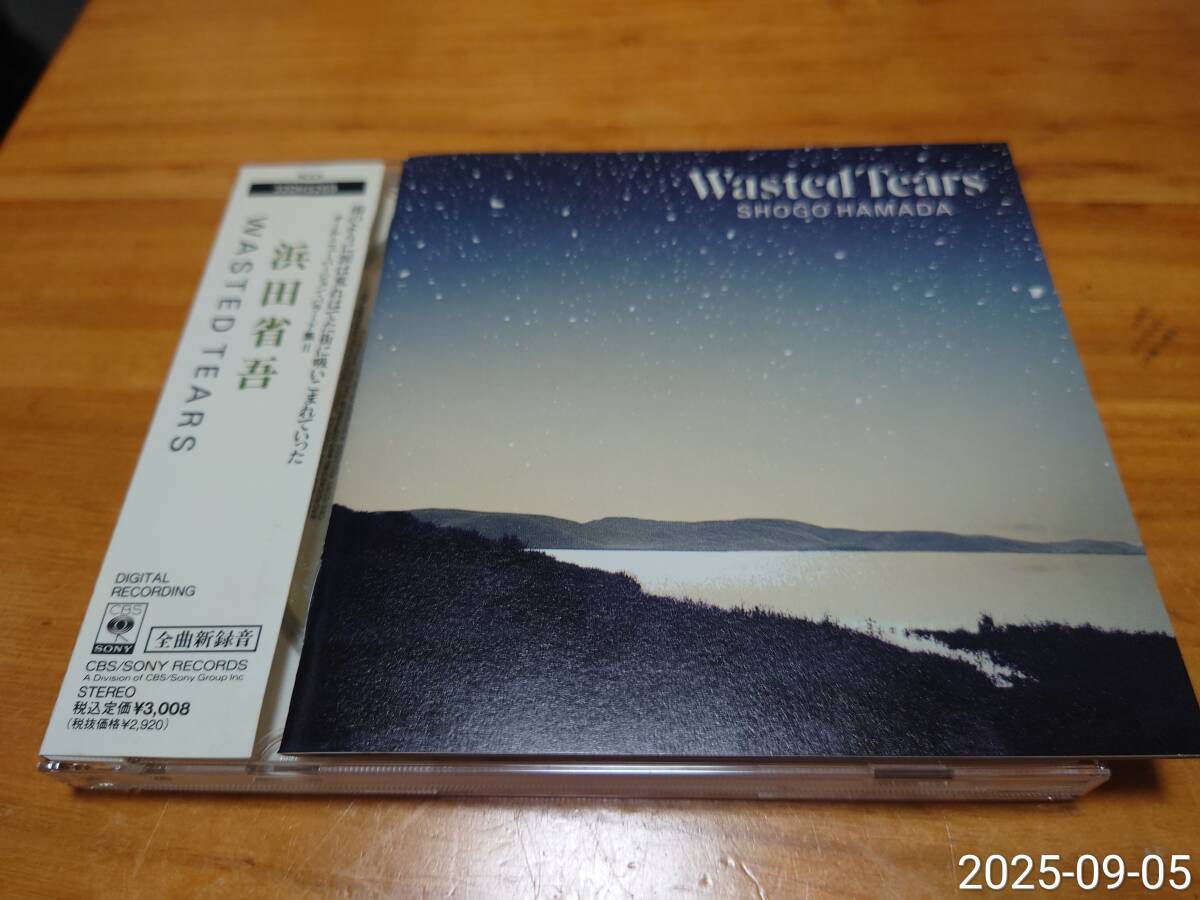 ROCK
浜田省吾
WASTED TEARS
DIGITAL
RECORDING
CBS
SONY
全曲新録音
CBS/SONY RECORDS
A Division of CBS/Sony Group Inc
STEREO
税込定価¥3,008
(税抜価格¥2,920)
Wasted Tears
SHOGO HAMADA
2025-09-05